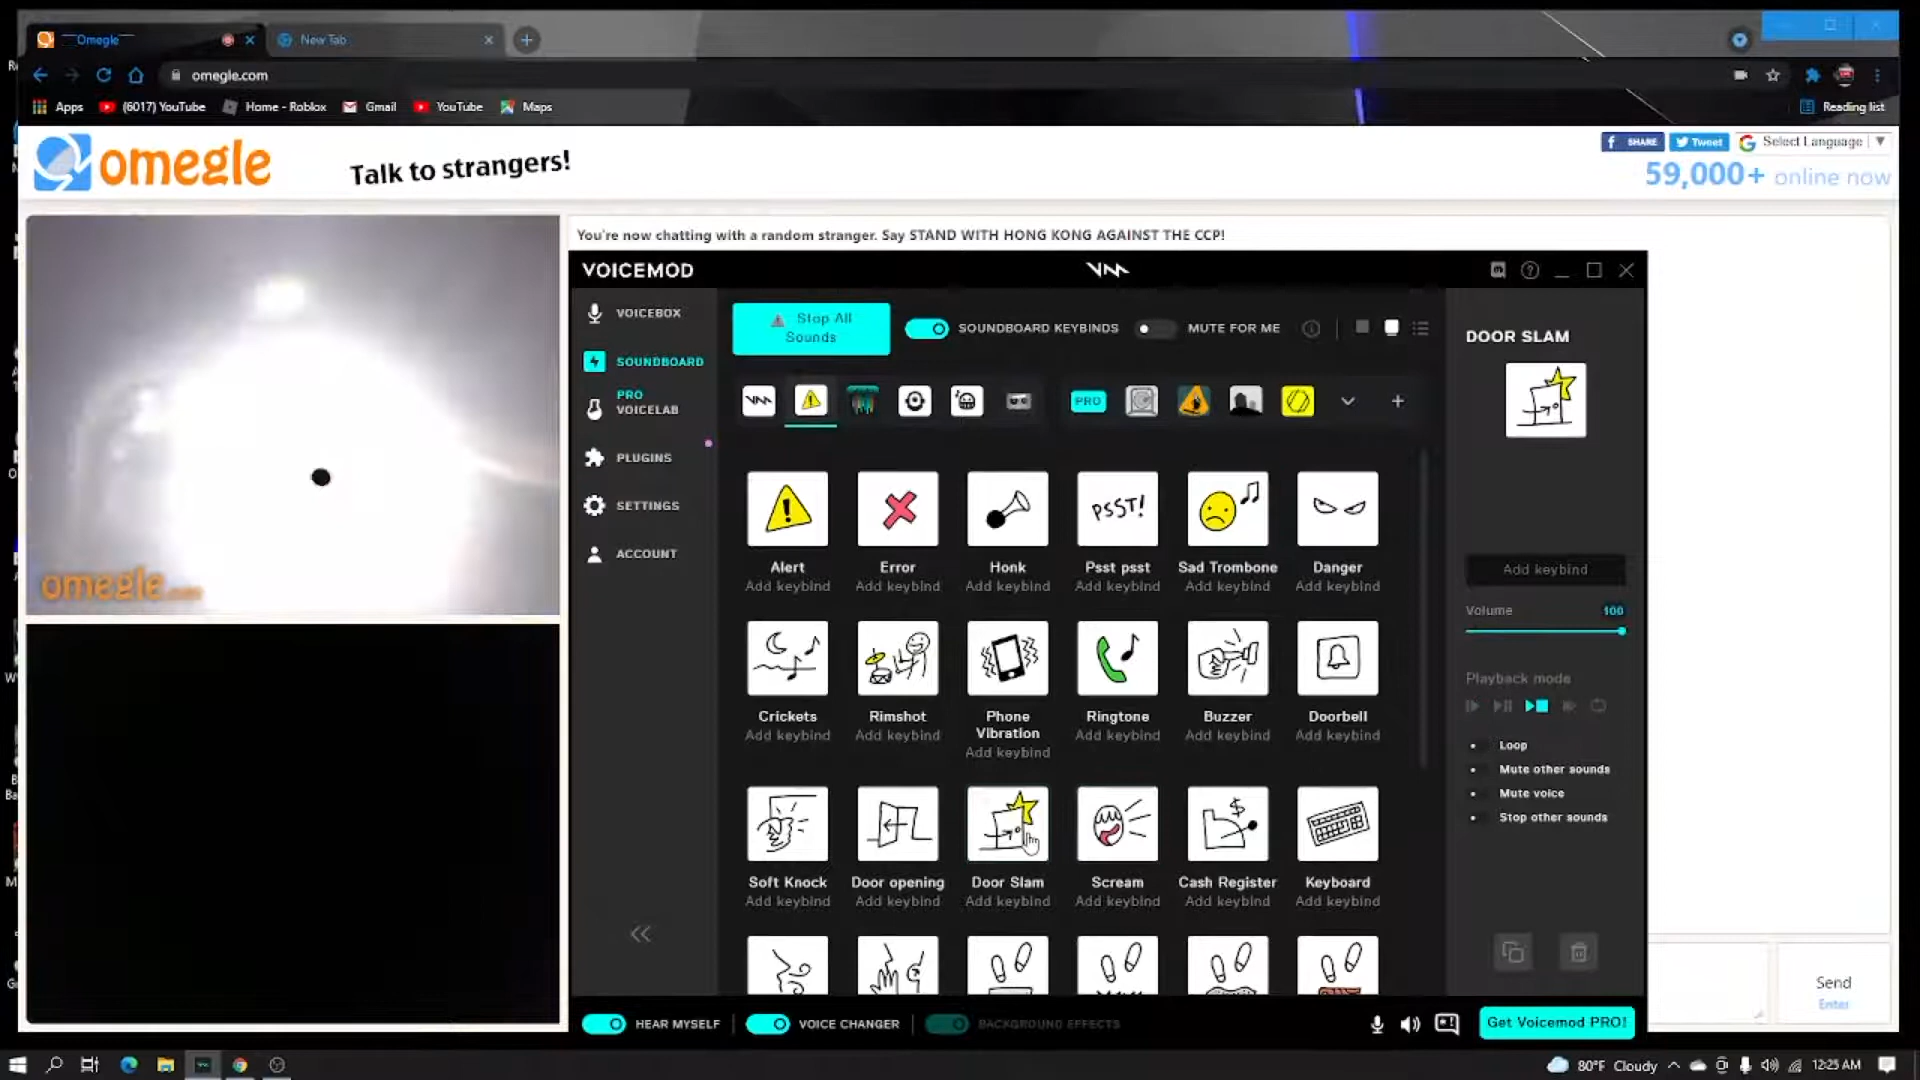 Omegle
New Tab
omegle.com
Apps
(6017) YouTube
Home - Roblox
Gmail
YouTube
Maps
Reading list
omegle
Talk to strangers!
SHARE
Tweet
Select Language
59,000+ online now
You're now chatting with a random stranger. Say STAND WITH HONG KONG AGAINST THE CCP!
omegle.com
VOICEMOD
VOICEBOX
SOUNDBOARD
PRO
VOICELAB
PLUGINS
SETTINGS
ACCOUNT
Stop All
Sounds
SOUNDBOARD KEYBINDS
MUTE FOR ME
PRO
PSST!
Alert Error Honk Psst psst Sad Trombone Danger
Add keybind Add keybind Add keybind Add keybind Add keybind Add keybind
Crickets Rimshot Phone Vibration Ringtone Buzzer Doorbell
Add keybind Add keybind Add keybind Add keybind Add keybind Add keybind
Soft Knock Door opening Door Slam Scream Cash Register Keyboard
Add keybind Add keybind Add keybind Add keybind Add keybind Add keybind
DOOR SLAM
Add keybind
Volume 100
Playback mode
Loop
Mute other sounds
Mute voice
Stop other sounds
HEAR MYSELF
VOICE CHANGER
BACKGROUND EFFECTS
Get Voicemod PRO!
Send
Enter
80°F Cloudy
12:25 AM